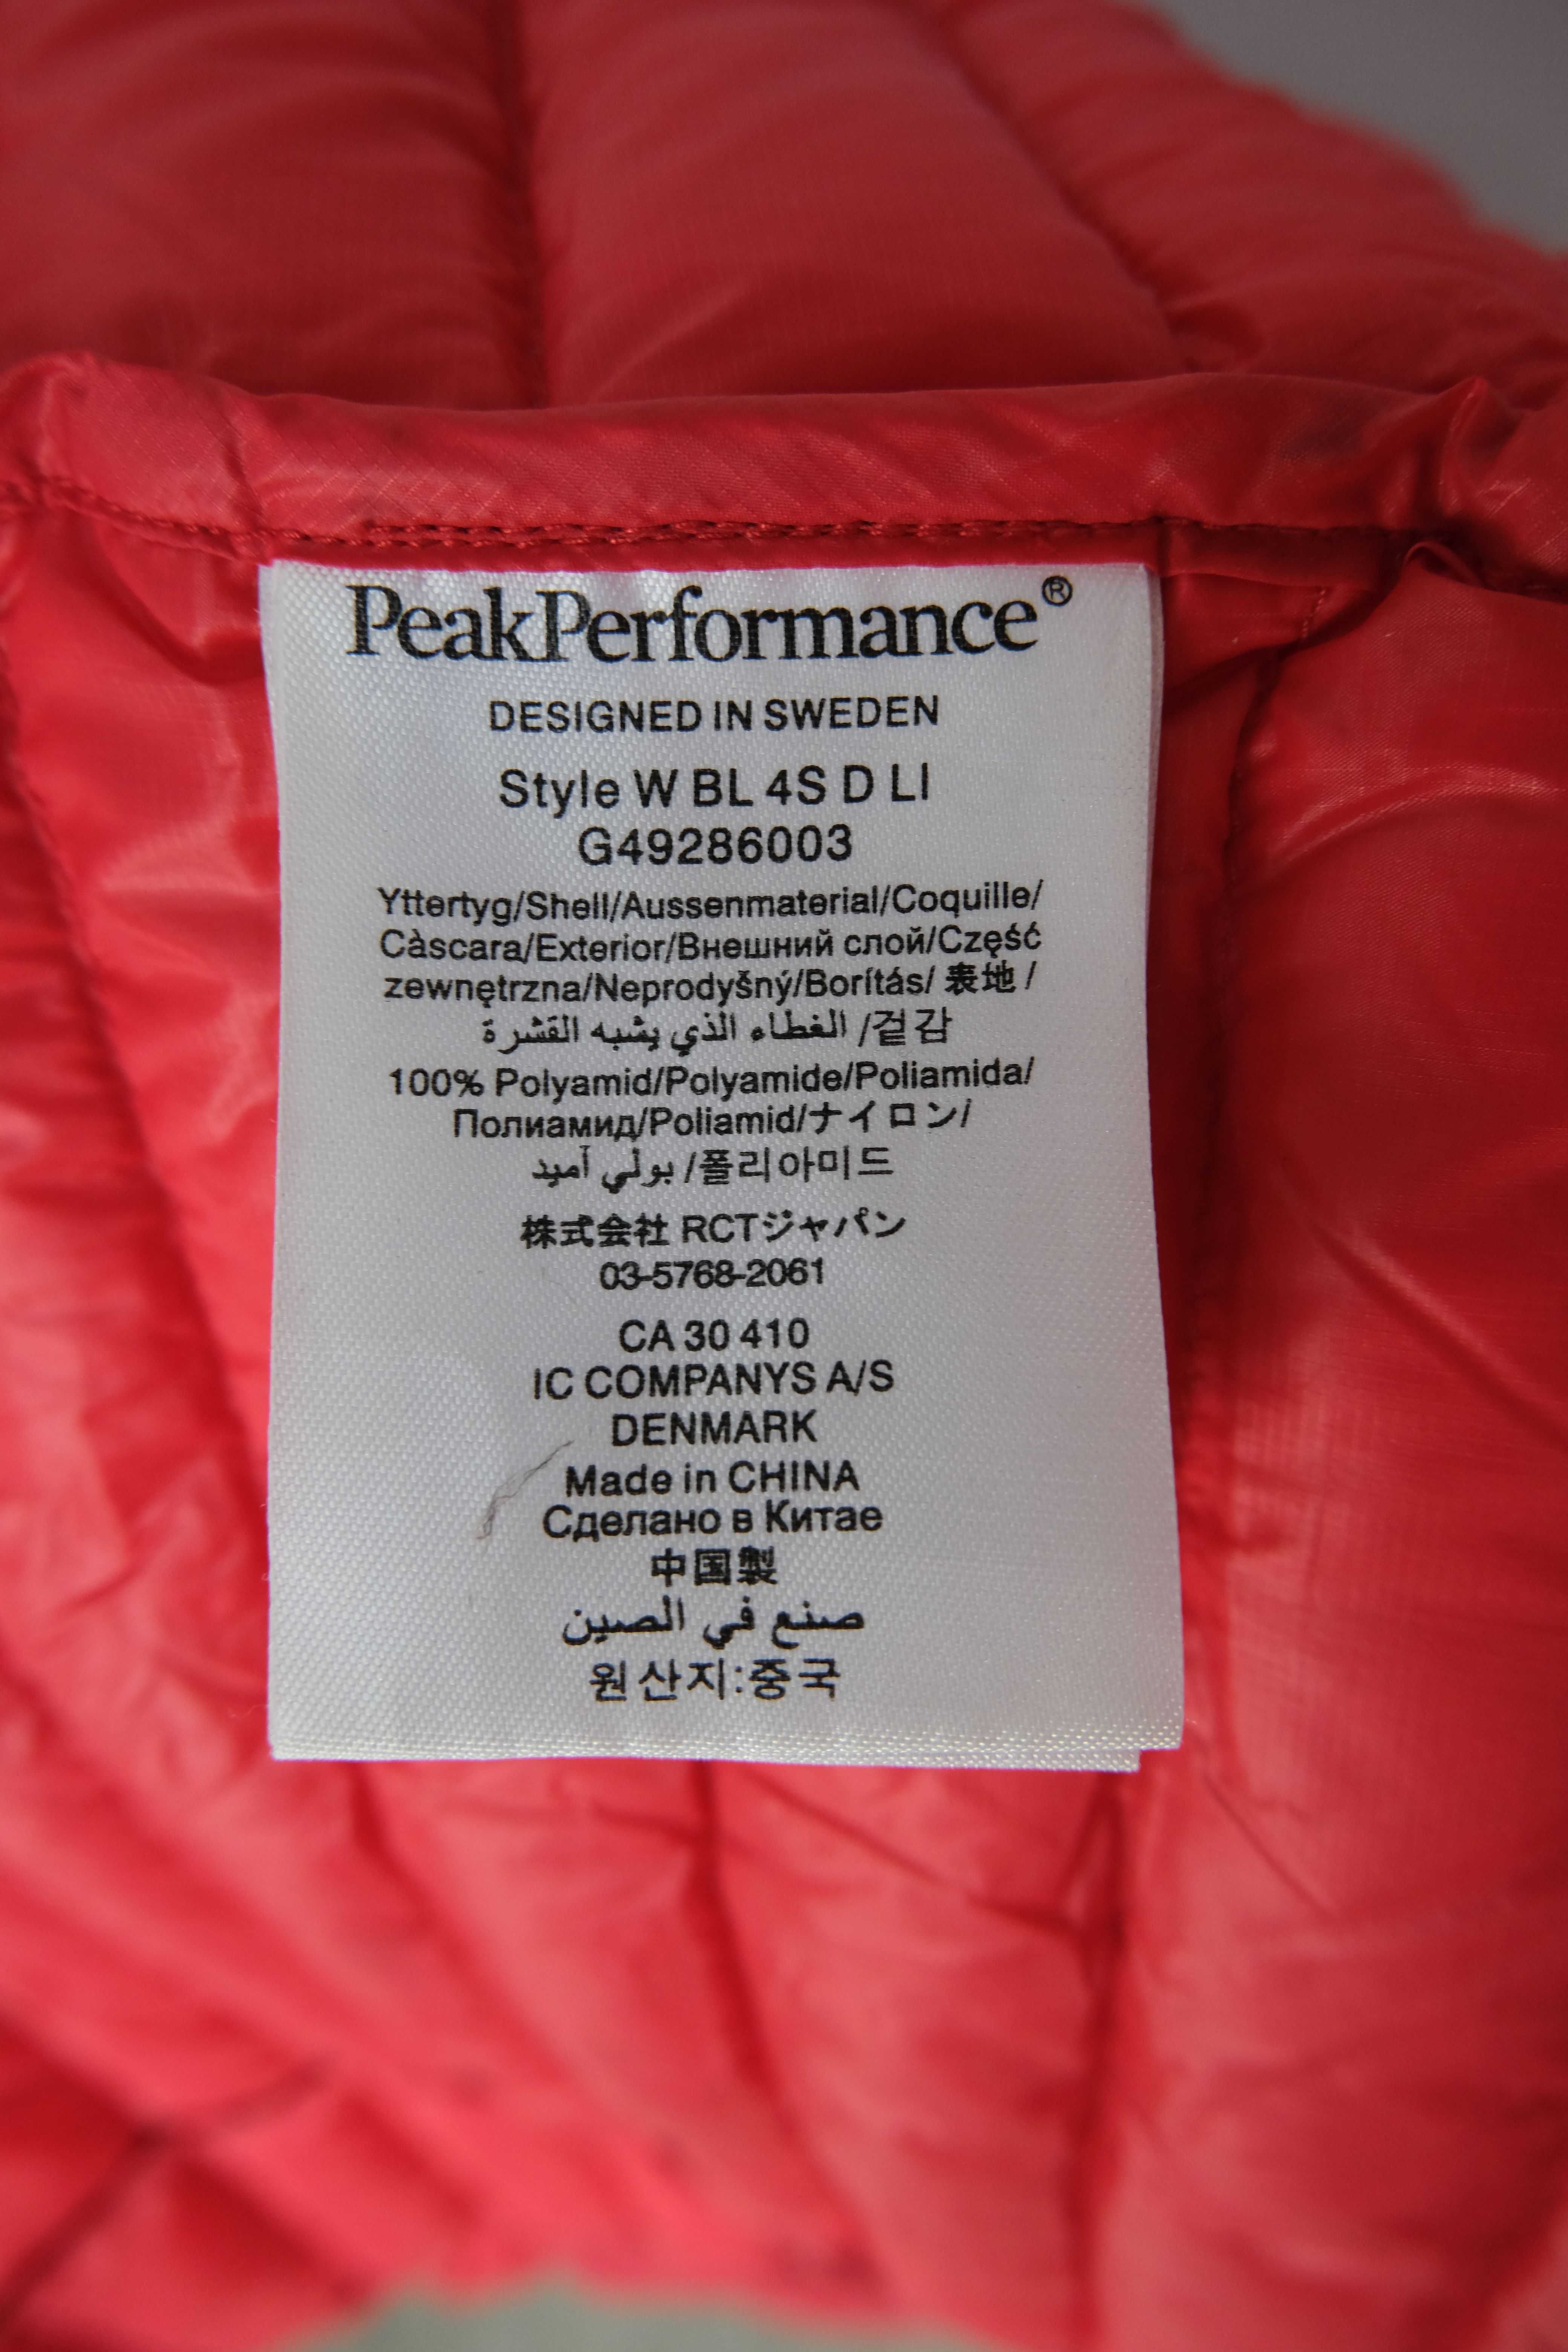 PeakPerformance®
DESIGNED IN SWEDEN
Style W BL 4S D LI
G49286003
Yttertyg/Shell/Aussenmaterial/Coquille/
Càscara/Exterior/Внешний слой/Część
zewnętrzna/Neprodyšný/Borítás/ 表地 /
الغطاء الذي يشبه القشرة /겉감
100% Polyamid/Polyamide/Poliamida/
Полиамид/Poliamid/ナイロン/
بولي آميد /폴리아미드
株式会社 RCTジャパン
03-5768-2061
CA 30 410
IC COMPANYS A/S
DENMARK
Made in CHINA
Сделано в Китае
中国製
صنع في الصين
원산지:중국